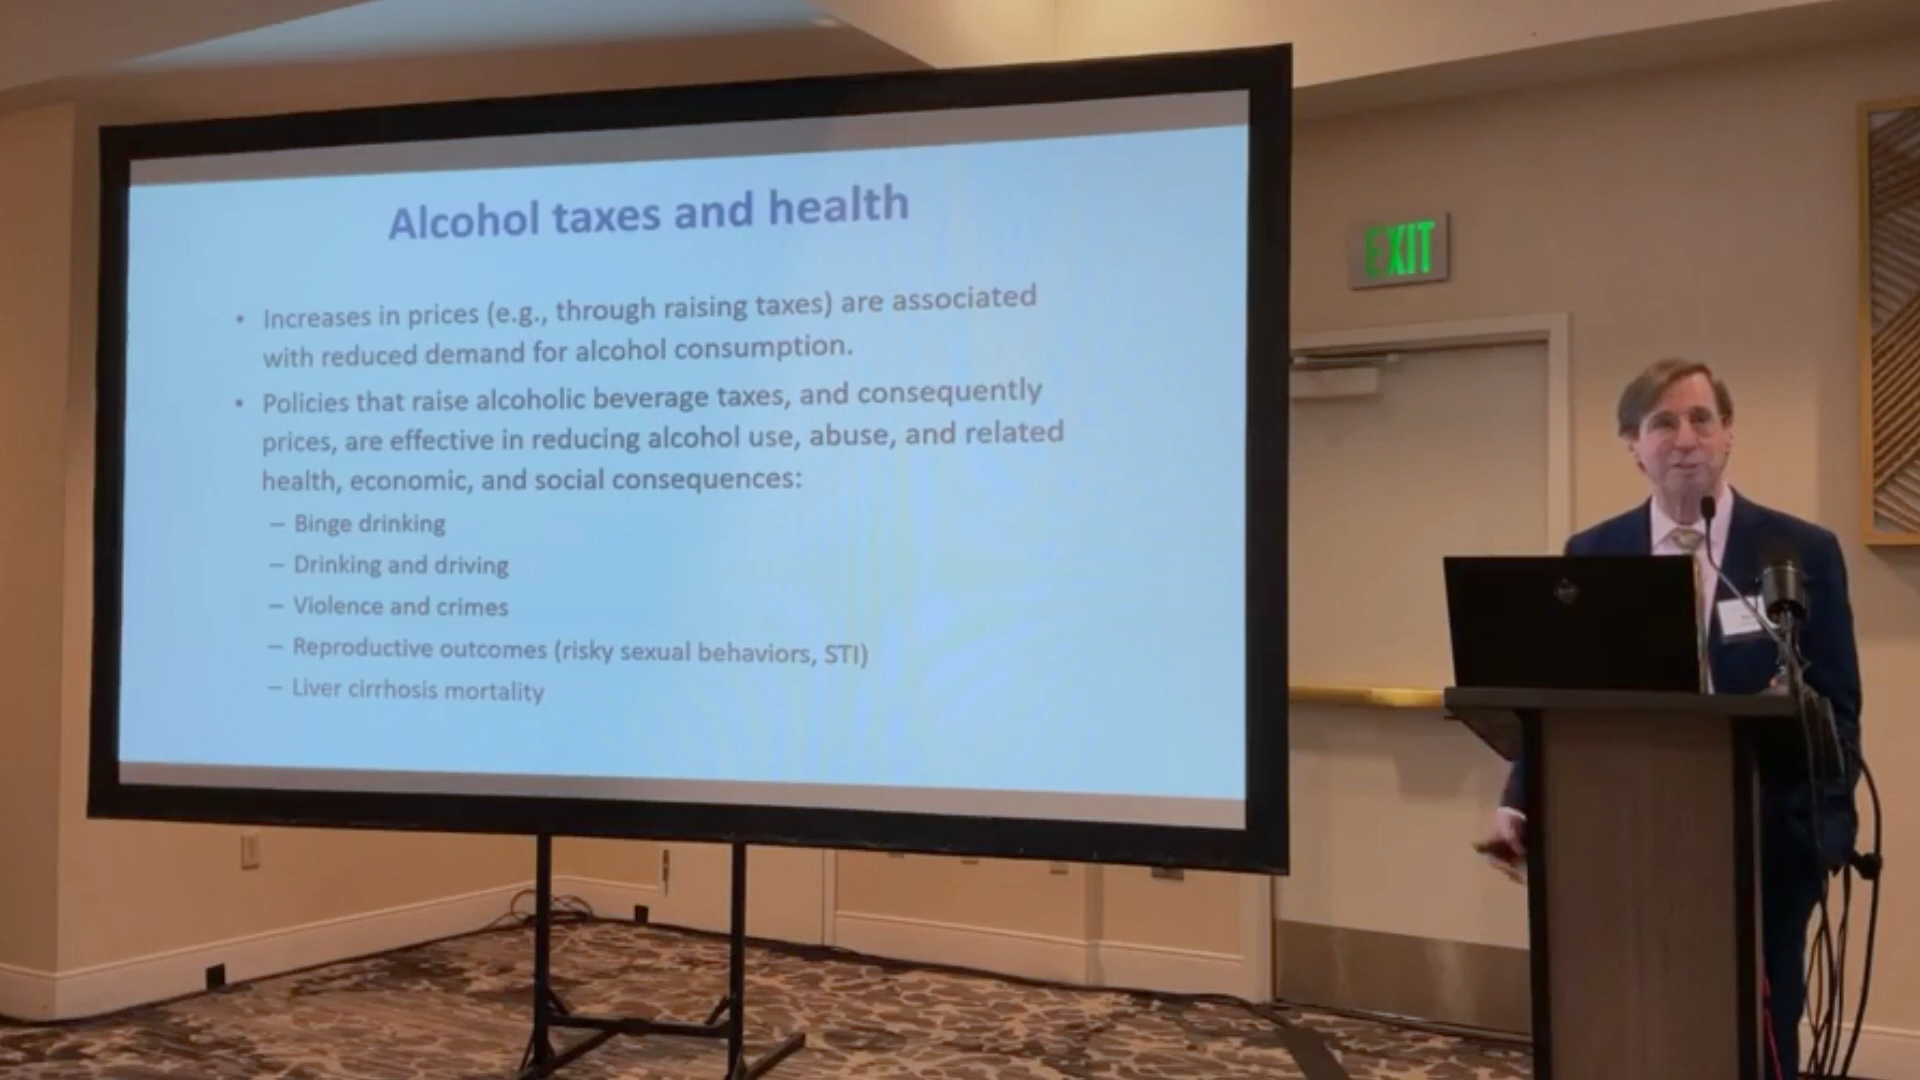 Alcohol taxes and health
• Increases in prices (e.g., through raising taxes) are associated
with reduced demand for alcohol consumption.
• Policies that raise alcoholic beverage taxes, and consequently
prices, are effective in reducing alcohol use, abuse, and related
health, economic, and social consequences:
– Binge drinking
– Drinking and driving
– Violence and crimes
– Reproductive outcomes (risky sexual behaviors, STI)
– Liver cirrhosis mortality
EXIT